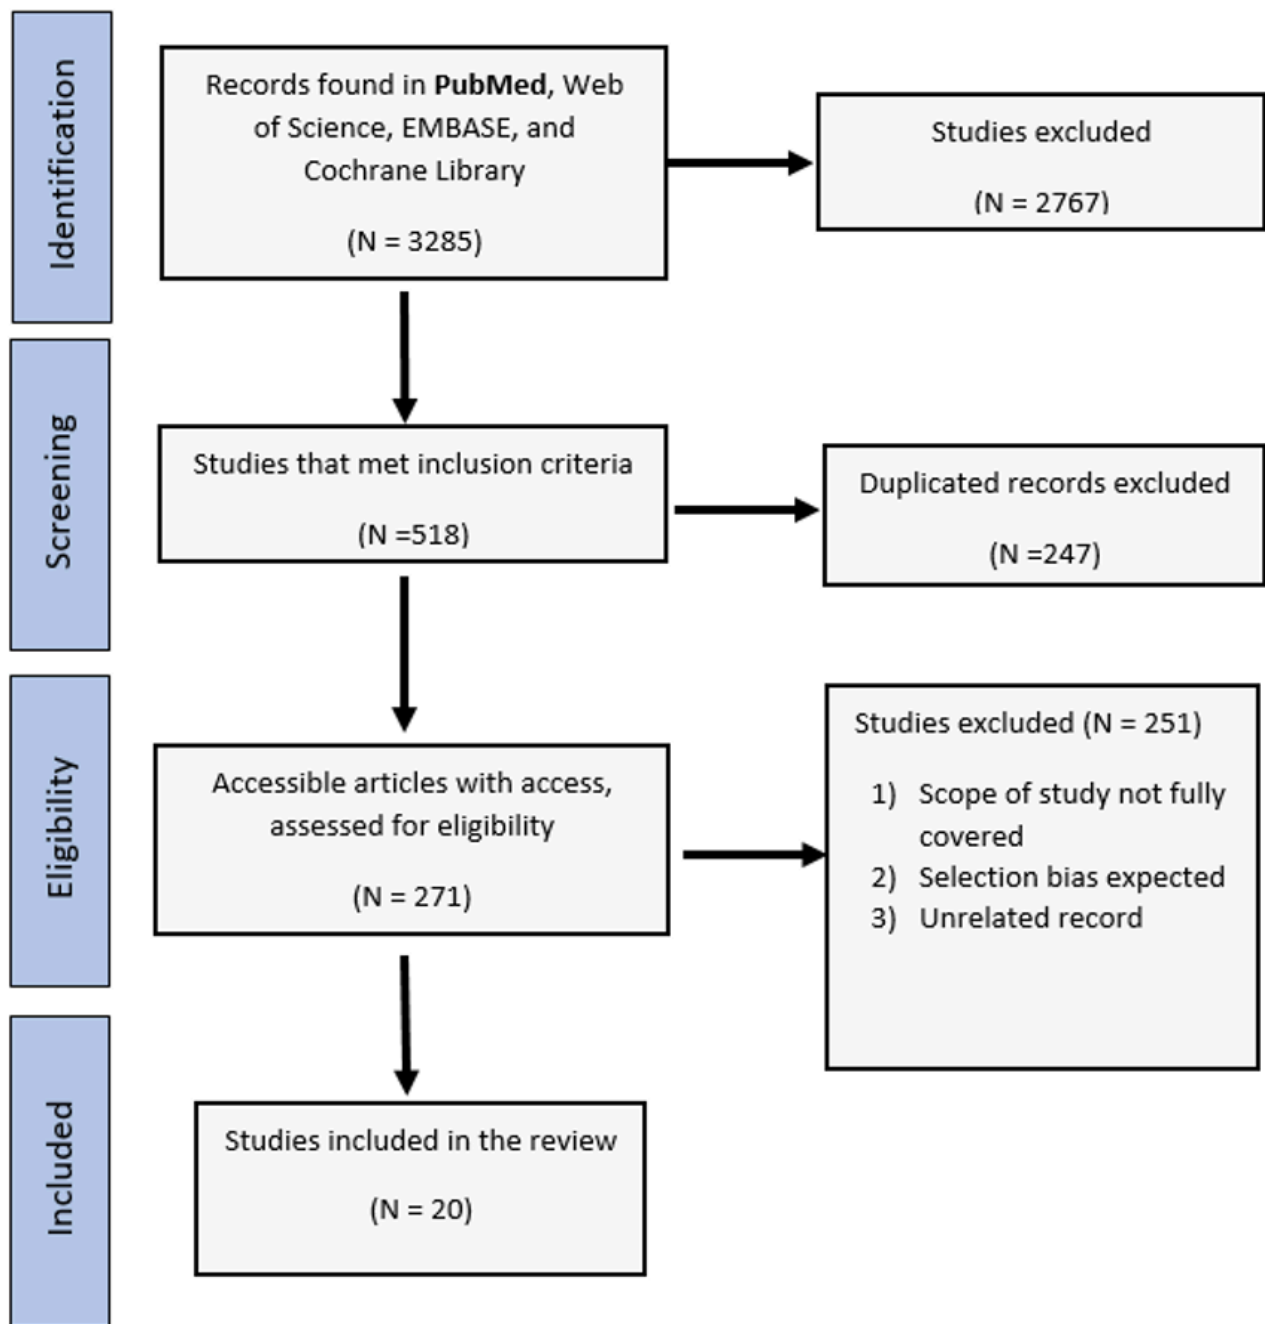 Identification
Records found in PubMed, Web
of Science, EMBASE, and
Cochrane Library
(N = 3285)
Studies excluded
(N = 2767)
Screening
Studies that met inclusion criteria
(N =518)
Duplicated records excluded
(N =247)
Eligibility
Accessible articles with access,
assessed for eligibility
(N = 271)
Studies excluded (N = 251)
1) Scope of study not fully
covered
2) Selection bias expected
3) Unrelated record
Included
Studies included in the review
(N = 20)